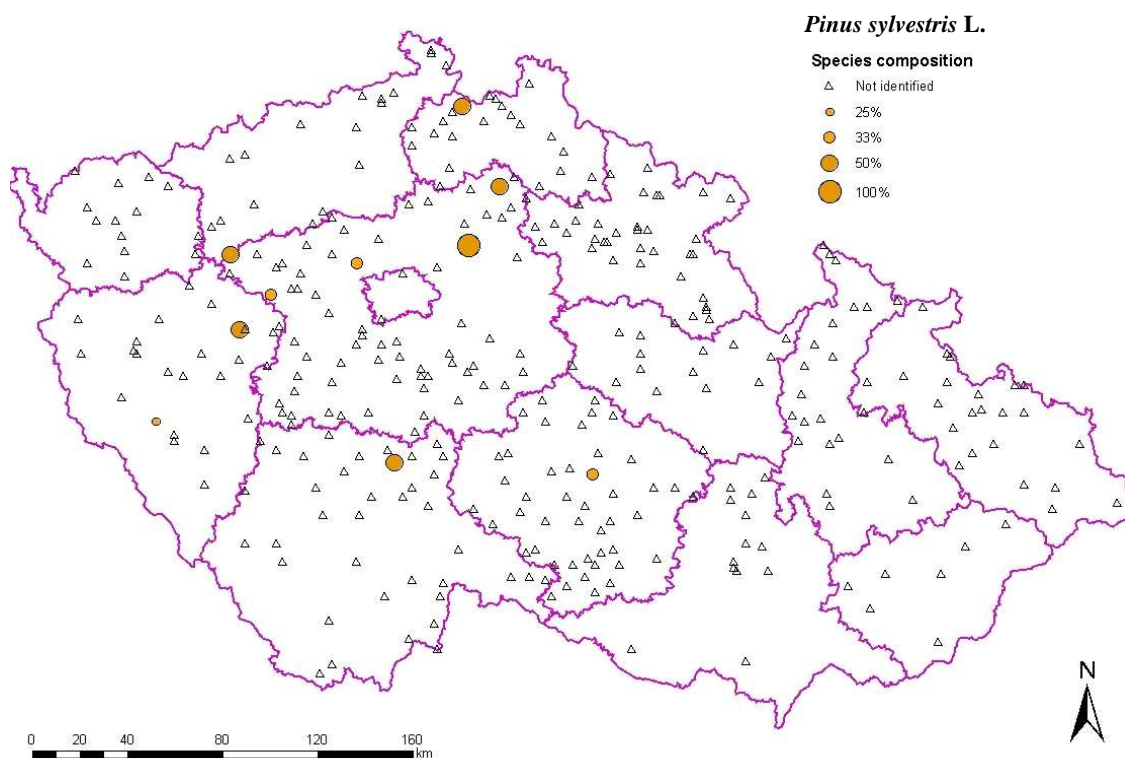 Pinus sylvestris L.
Species composition
Not identified
25%
33%
50%
100%
N
0 20 40 80 120 160
km